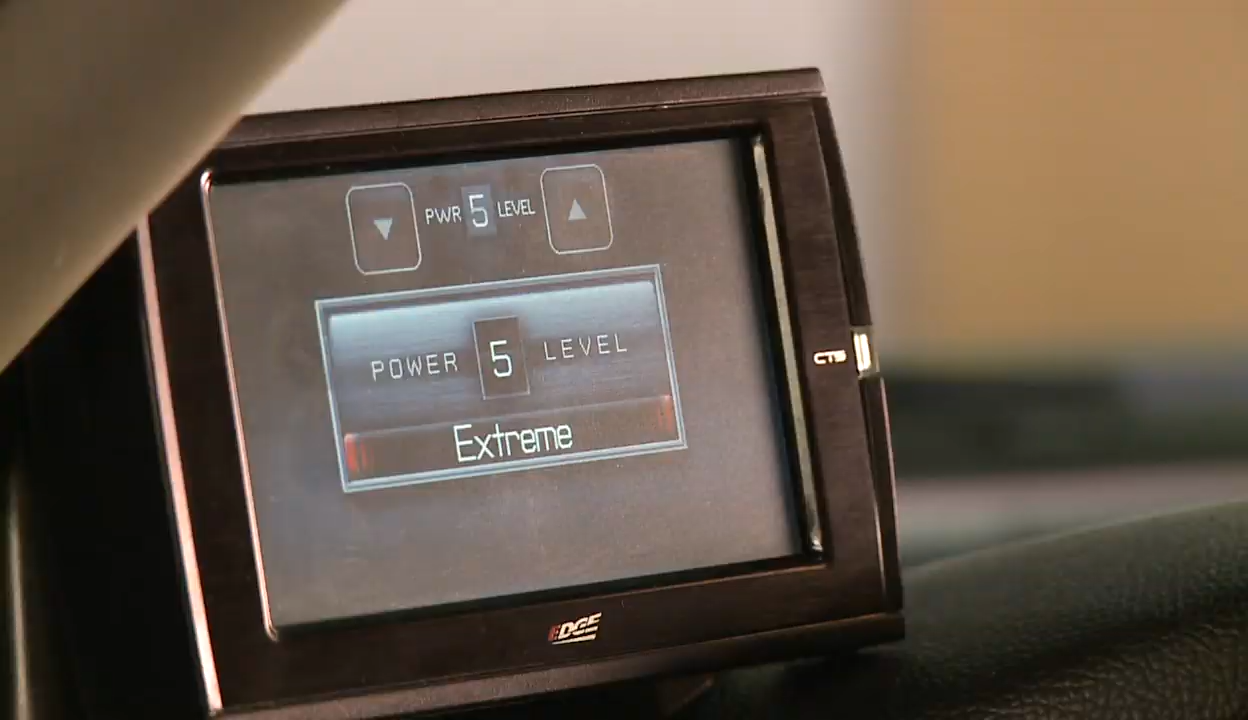 ▼ PWR 5 LEVEL ▲
POWER 5 LEVEL
Extreme
CTS
EDGE